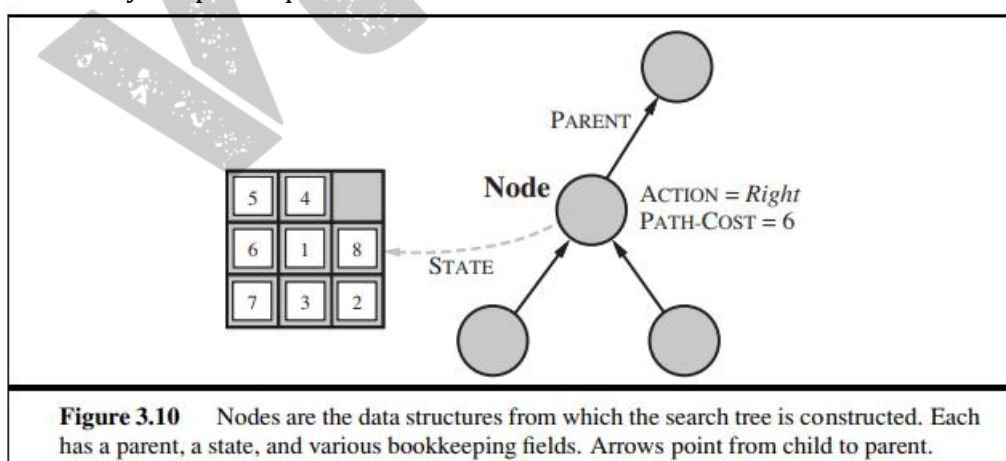 PARENT
Node
ACTION = Right
PATH-COST = 6
5 4
6 1 8
STATE
7 3 2
Figure 3.10 Nodes are the data structures from which the search tree is constructed. Each
has a parent, a state, and various bookkeeping fields. Arrows point from child to parent.